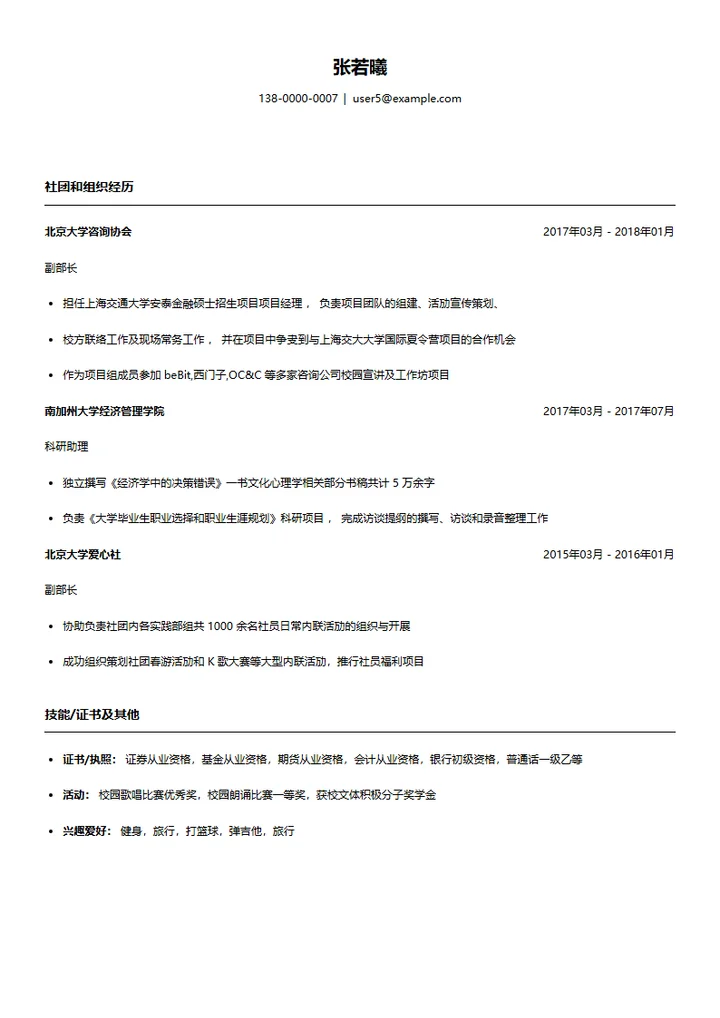 张若曦
138-0000-0007 | user5@example.com
社团和组织经历
北京大学咨询协会 2017年03月 - 2018年01月
副部长
• 担任上海交通大学安泰金融硕士招生项目项目经理 ， 负责项目团队的组建、活动宣传策划、
• 校方联络工作及现场常务工作 ， 并在项目中争变到与上海交大大学国际夏令营项目的合作机会
• 作为项目组成员参加 beBit,西门子,OC&C 等多家咨询公司校园宣讲及工作坊项目
南加州大学经济管理学院 2017年03月 - 2017年07月
科研助理
• 独立撰写《经济学中的决策错误》一书文化心理学相关部分书稿共计 5 万余字
• 负责《大学毕业生职业选择和职业生涯规划》科研项目 ， 完成访谈提纲的撰写、访谈和录音整理工作
北京大学爱心社 2015年03月 - 2016年01月
副部长
• 协助负责社团内各实践部组共 1000 余名社员日常内联活动的组织与开展
• 成功组织策划社团春游活动和 K 歌大赛等大型内联活动，推行社员福利项目
技能/证书及其他
• 证书/执照： 证券从业资格，基金从业资格，期货从业资格，会计从业资格，银行初级资格，普通话一级乙等
• 活动： 校园歌唱比赛优秀奖，校园朗诵比赛一等奖，获校文体积极分子奖学金
• 兴趣爱好： 健身，旅行，打篮球，弹吉他，旅行